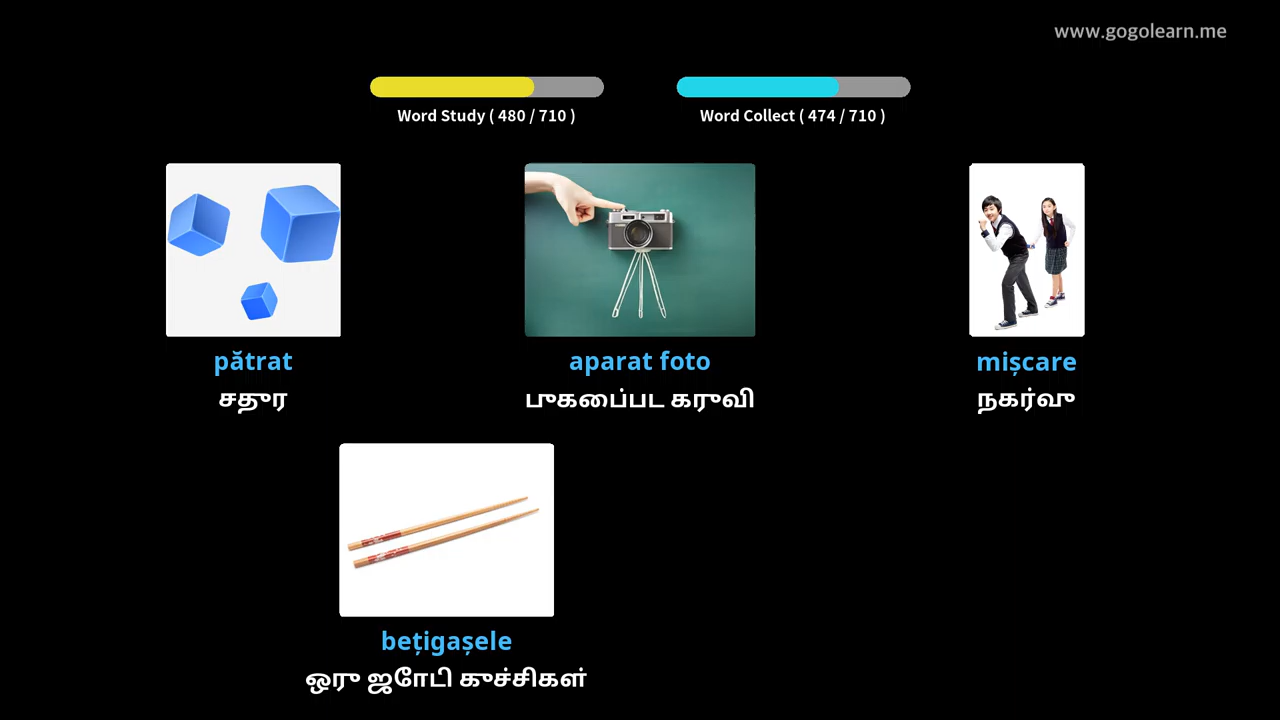 www.gogolearn.me
Word Study ( 480 / 710 )
Word Collect ( 474 / 710 )
pătrat
சதுர
aparat foto
புகைப்பட கருவி
mișcare
நகர்வு
bețigașele
ஒரு ஜோடி குச்சிகள்